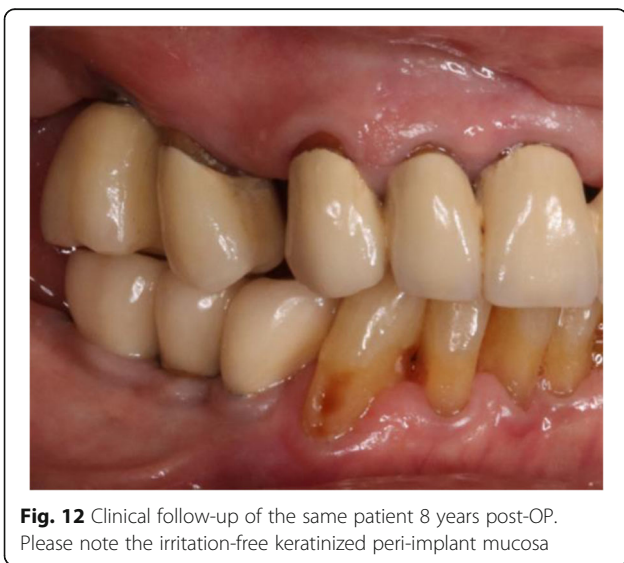 Fig. 12 Clinical follow-up of the same patient 8 years post-OP.
Please note the irritation-free keratinized peri-implant mucosa